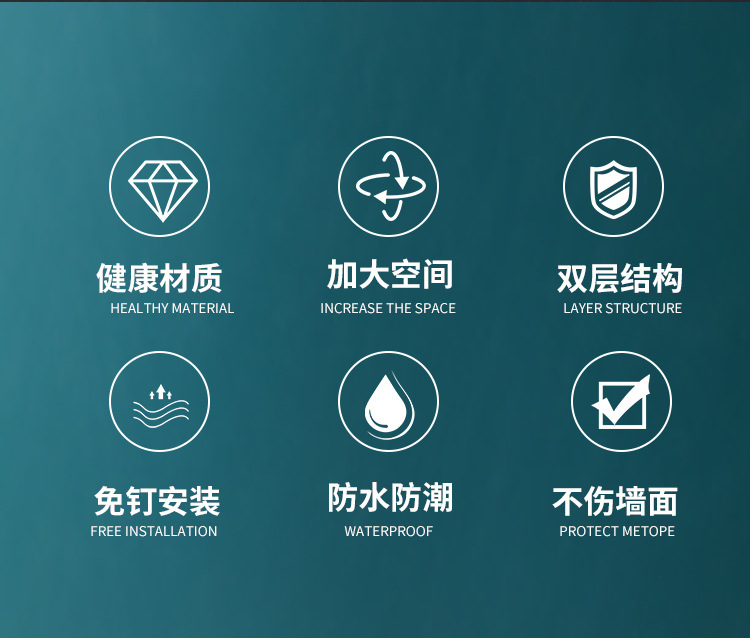 健康材质
HEALTHY MATERIAL
加大空间
INCREASE THE SPACE
双层结构
LAYER STRUCTURE
免钉安装
FREE INSTALLATION
防水防潮
WATERPROOF
不伤墙面
PROTECT METOPE